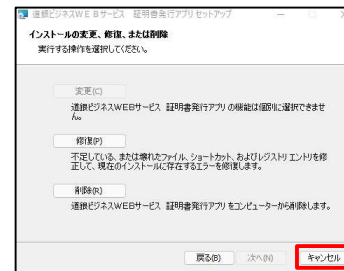 道銀ビジネスWEBサービス 証明書発行アプリ セットアップ
インストールの変更、修復、または削除
実行する操作を選択してください。
変更(C)
道銀ビジネスWEBサービス 証明書発行アプリ の機能は個別に選択できませ
ん。
修復(P)
不足している、または壊れたファイル、ショートカット、およびレジストリ エントリを修
正して、現在のインストールに存在するエラーを修復します。
削除(R)
道銀ビジネスWEBサービス 証明書発行アプリ をコンピューターから削除します。
戻る(B) 次へ(N) キャンセル